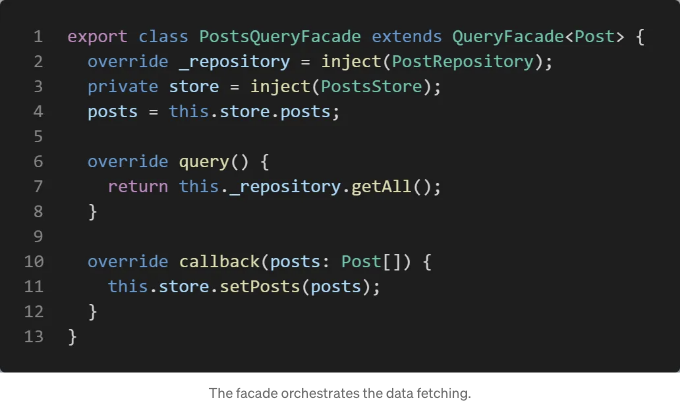 1 export class PostsQueryFacade extends QueryFacade<Post> {
2   override _repository = inject(PostRepository);
3   private store = inject(PostsStore);
4   posts = this.store.posts;
5
6   override query() {
7     return this._repository.getAll();
8   }
9
10   override callback(posts: Post[]) {
11     this.store.setPosts(posts);
12   }
13 }
The facade orchestrates the data fetching.